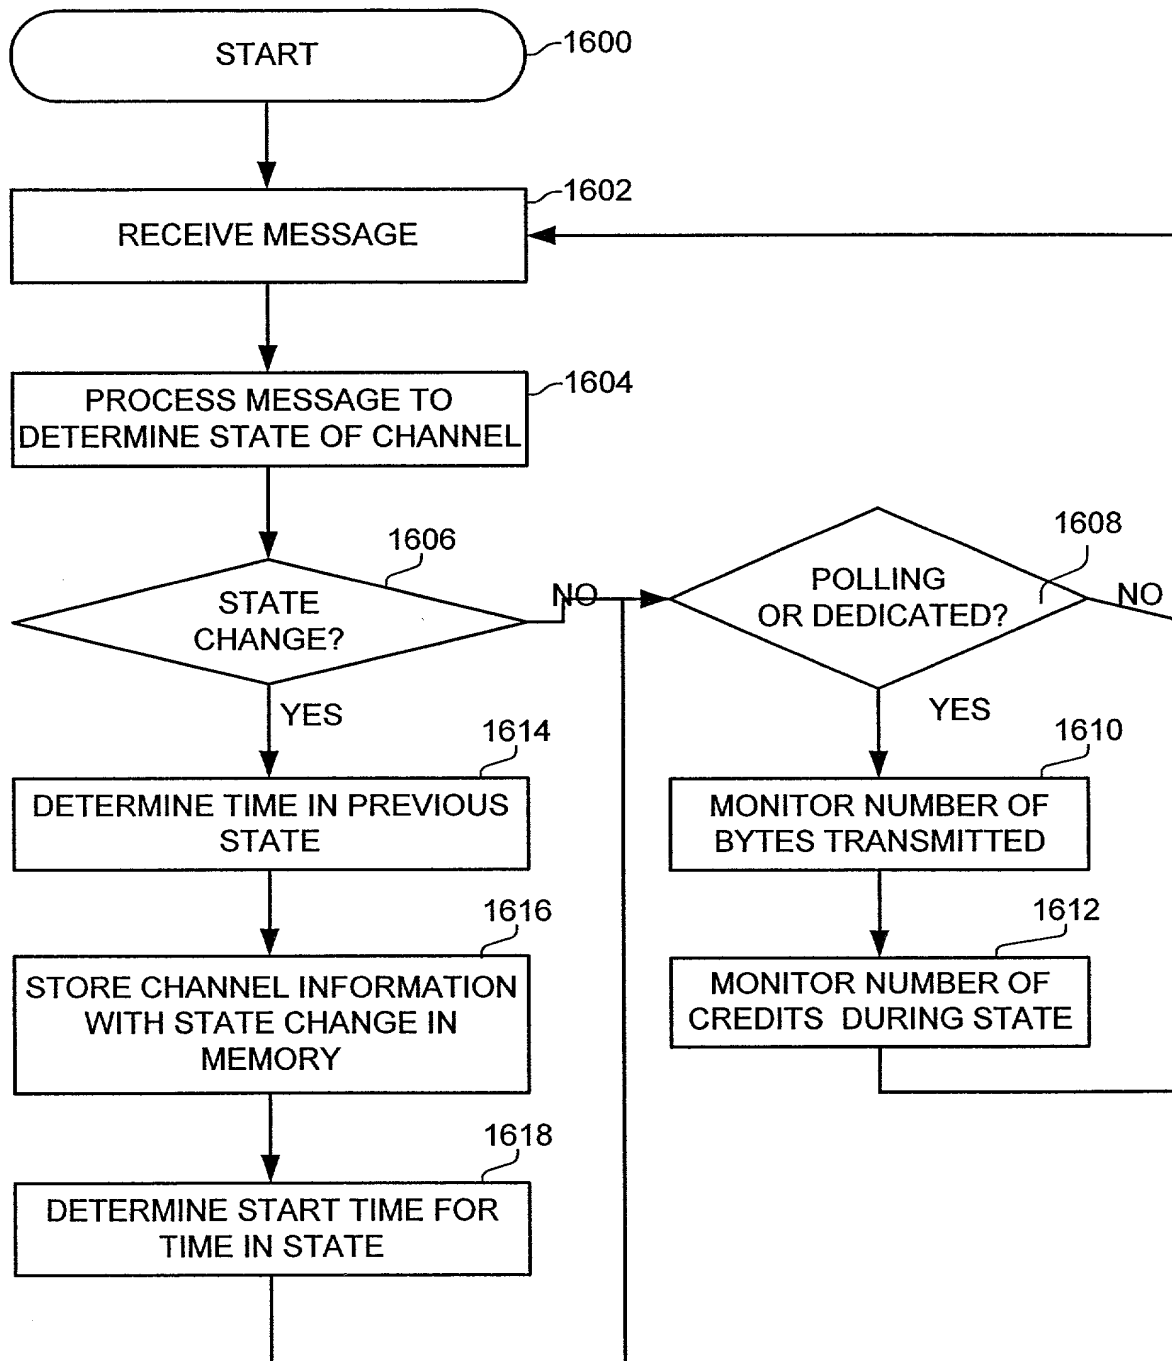 START
1600
1602
RECEIVE MESSAGE
1604
PROCESS MESSAGE TO
DETERMINE STATE OF CHANNEL
1606
STATE
CHANGE?
NO
1608
POLLING
OR DEDICATED?
NO
YES
YES
1614
DETERMINE TIME IN PREVIOUS
STATE
1610
MONITOR NUMBER OF
BYTES TRANSMITTED
1616
STORE CHANNEL INFORMATION
WITH STATE CHANGE IN
MEMORY
1612
MONITOR NUMBER OF
CREDITS DURING STATE
1618
DETERMINE START TIME FOR
TIME IN STATE